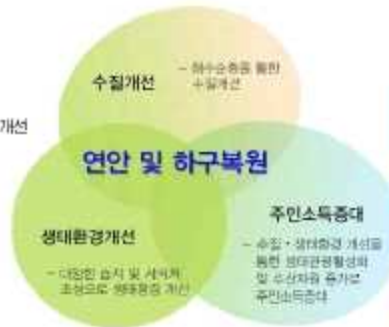 수질개선
- 해수순환을 통한
수질개선
개선
연안 및 하구복원
생태환경개선
- 다양한 습지 및 서식처
조성으로 생태환경 개선
주민소득증대
- 수질·생태환경 개선을
통한 생태관광활성화
및 수산자원 증가로
주민소득증대